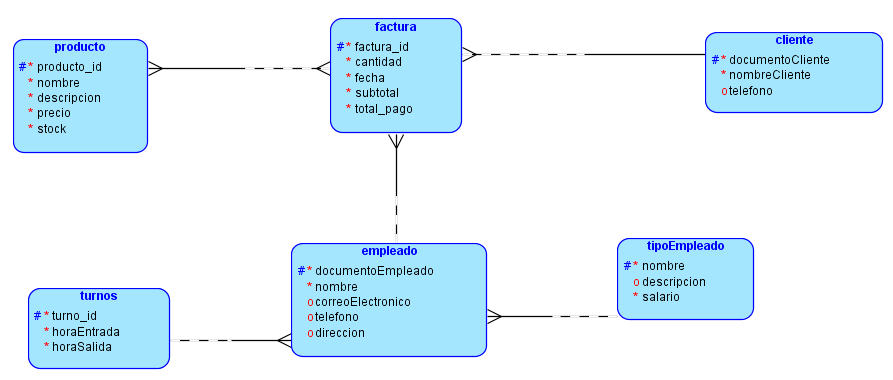 producto
#* producto_id
* nombre
* descripcion
* precio
* stock
factura
#* factura_id
* cantidad
* fecha
* subtotal
* total_pago
cliente
#* documentoCliente
* nombreCliente
o telefono
empleado
#* documentoEmpleado
* nombre
o correoElectronico
o telefono
o direccion
tipoEmpleado
#* nombre
o descripcion
* salario
turnos
#* turno_id
* horaEntrada
* horaSalida